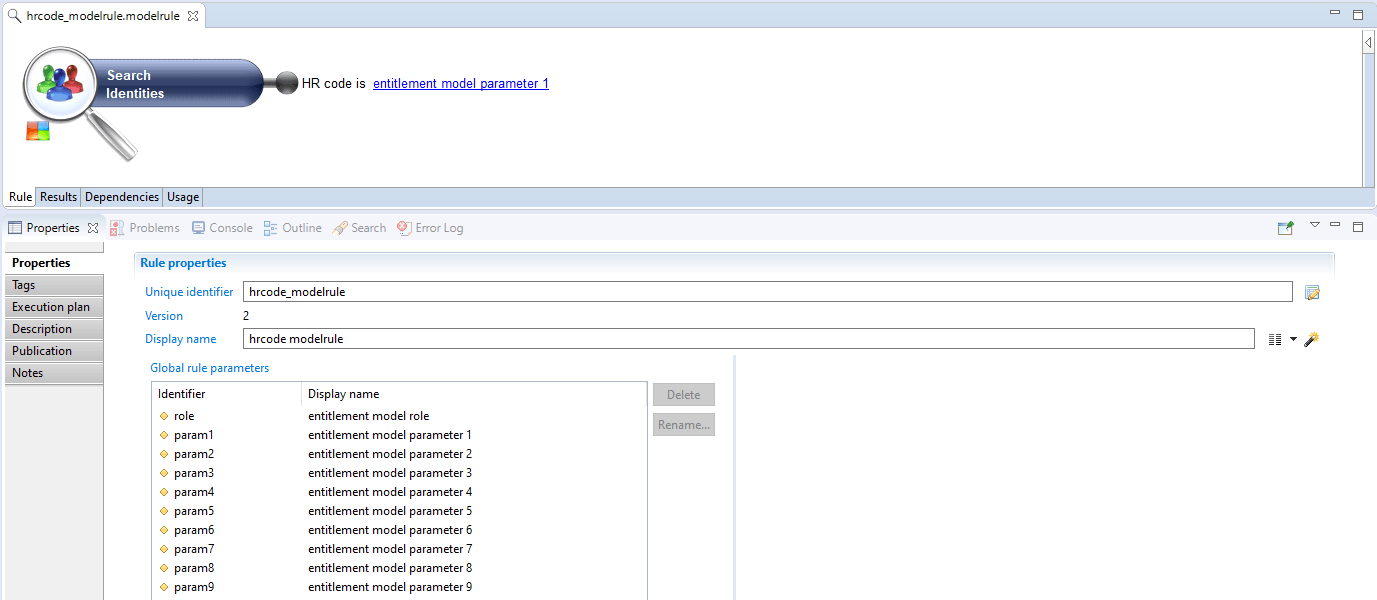 hrcode_modelrule.modelrule
Search
Identities
HR code is entitlement model parameter 1
Rule Results Dependencies Usage
Properties Problems Console Outline Search Error Log
Properties
Tags
Execution plan
Description
Publication
Notes
Rule properties
Unique identifier hrcode_modelrule
Version 2
Display name hrcode modelrule
Global rule parameters
Identifier Display name
role entitlement model role
param1 entitlement model parameter 1
param2 entitlement model parameter 2
param3 entitlement model parameter 3
param4 entitlement model parameter 4
param5 entitlement model parameter 5
param6 entitlement model parameter 6
param7 entitlement model parameter 7
param8 entitlement model parameter 8
param9 entitlement model parameter 9
Delete
Rename...